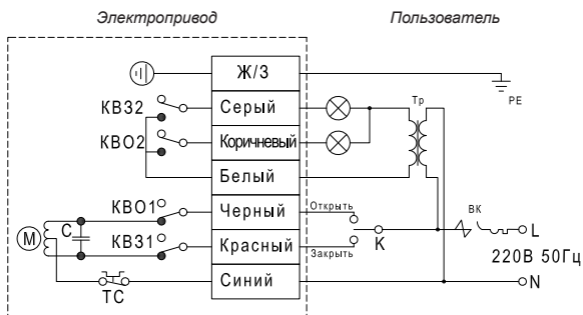 Электропривод
Пользователь
Ж/З
КВЗ2
Серый
Тр
PE
КВО2
Коричневый
Белый
КВО1
Черный
Открыть
ВК
L
М
С
К
КВЗ1
Красный
Закрыть
220В 50Гц
Синий
N
ТС